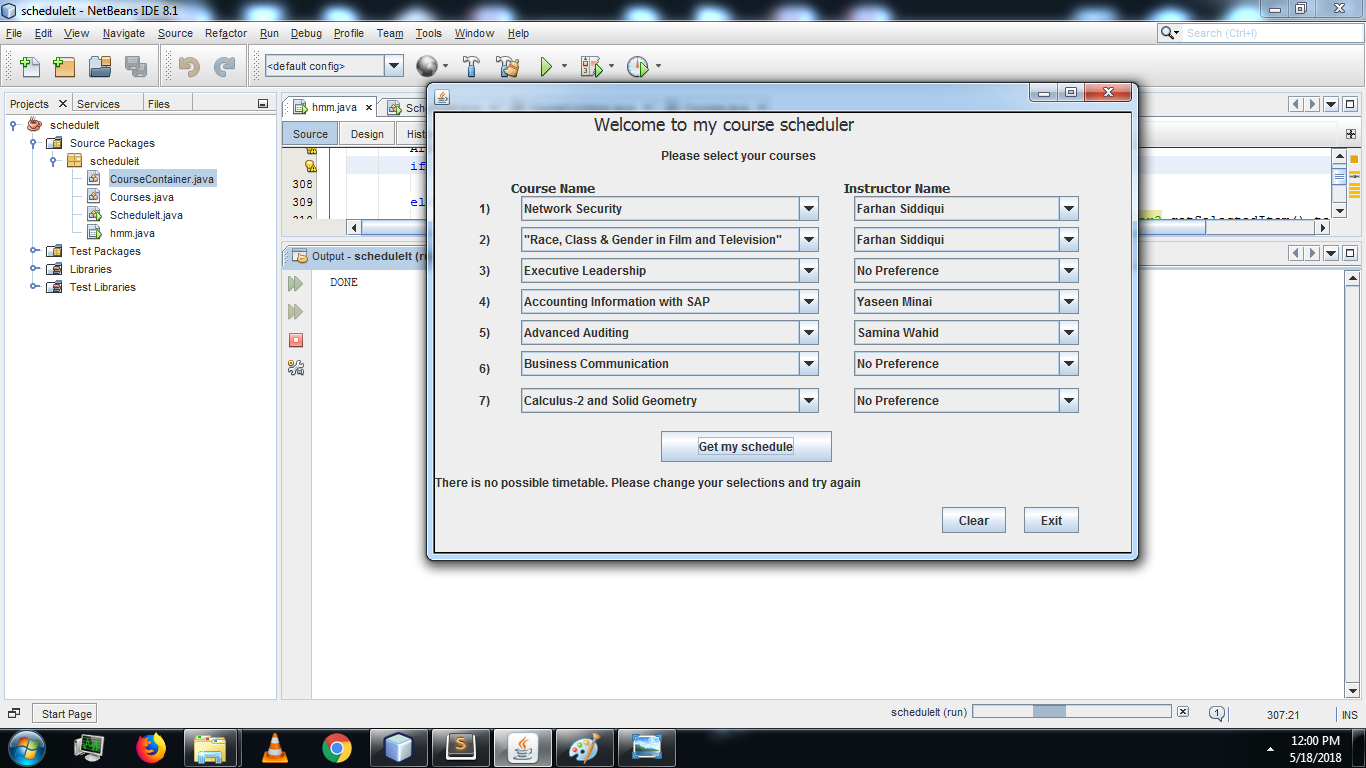 scheduleIt - NetBeans IDE 8.1
File Edit View Navigate Source Refactor Run Debug Profile Team Tools Window Help
Search (Ctrl+I)
<default config>
Projects Services Files
hmm.java
Sch
Source Design Hist
scheduleIt
Source Packages
scheduleit
CourseContainer.java
Courses.java
ScheduleIt.java
hmm.java
Test Packages
Libraries
Test Libraries
if
308
309 el
Output - scheduleIt (ru
DONE
Welcome to my course scheduler
Please select your courses
Course Name Instructor Name
1) Network Security Farhan Siddiqui
2) "Race, Class & Gender in Film and Television" Farhan Siddiqui
3) Executive Leadership No Preference
4) Accounting Information with SAP Yaseen Minai
5) Advanced Auditing Samina Wahid
6) Business Communication No Preference
7) Calculus-2 and Solid Geometry No Preference
Get my schedule
There is no possible timetable. Please change your selections and try again
Clear Exit
Start Page
scheduleIt (run)
1
307:21
INS
12:00 PM
5/18/2018